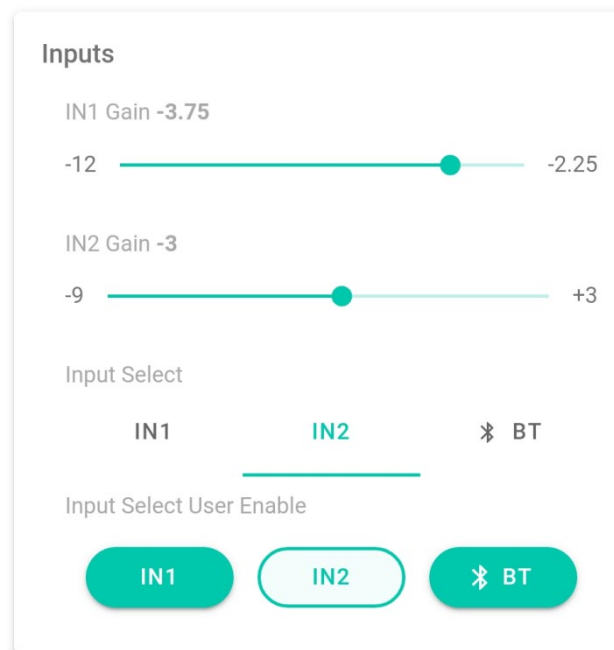 Inputs
IN1 Gain -3.75
-12 -2.25
IN2 Gain -3
-9 +3
Input Select
IN1 IN2 BT
Input Select User Enable
IN1 IN2 BT